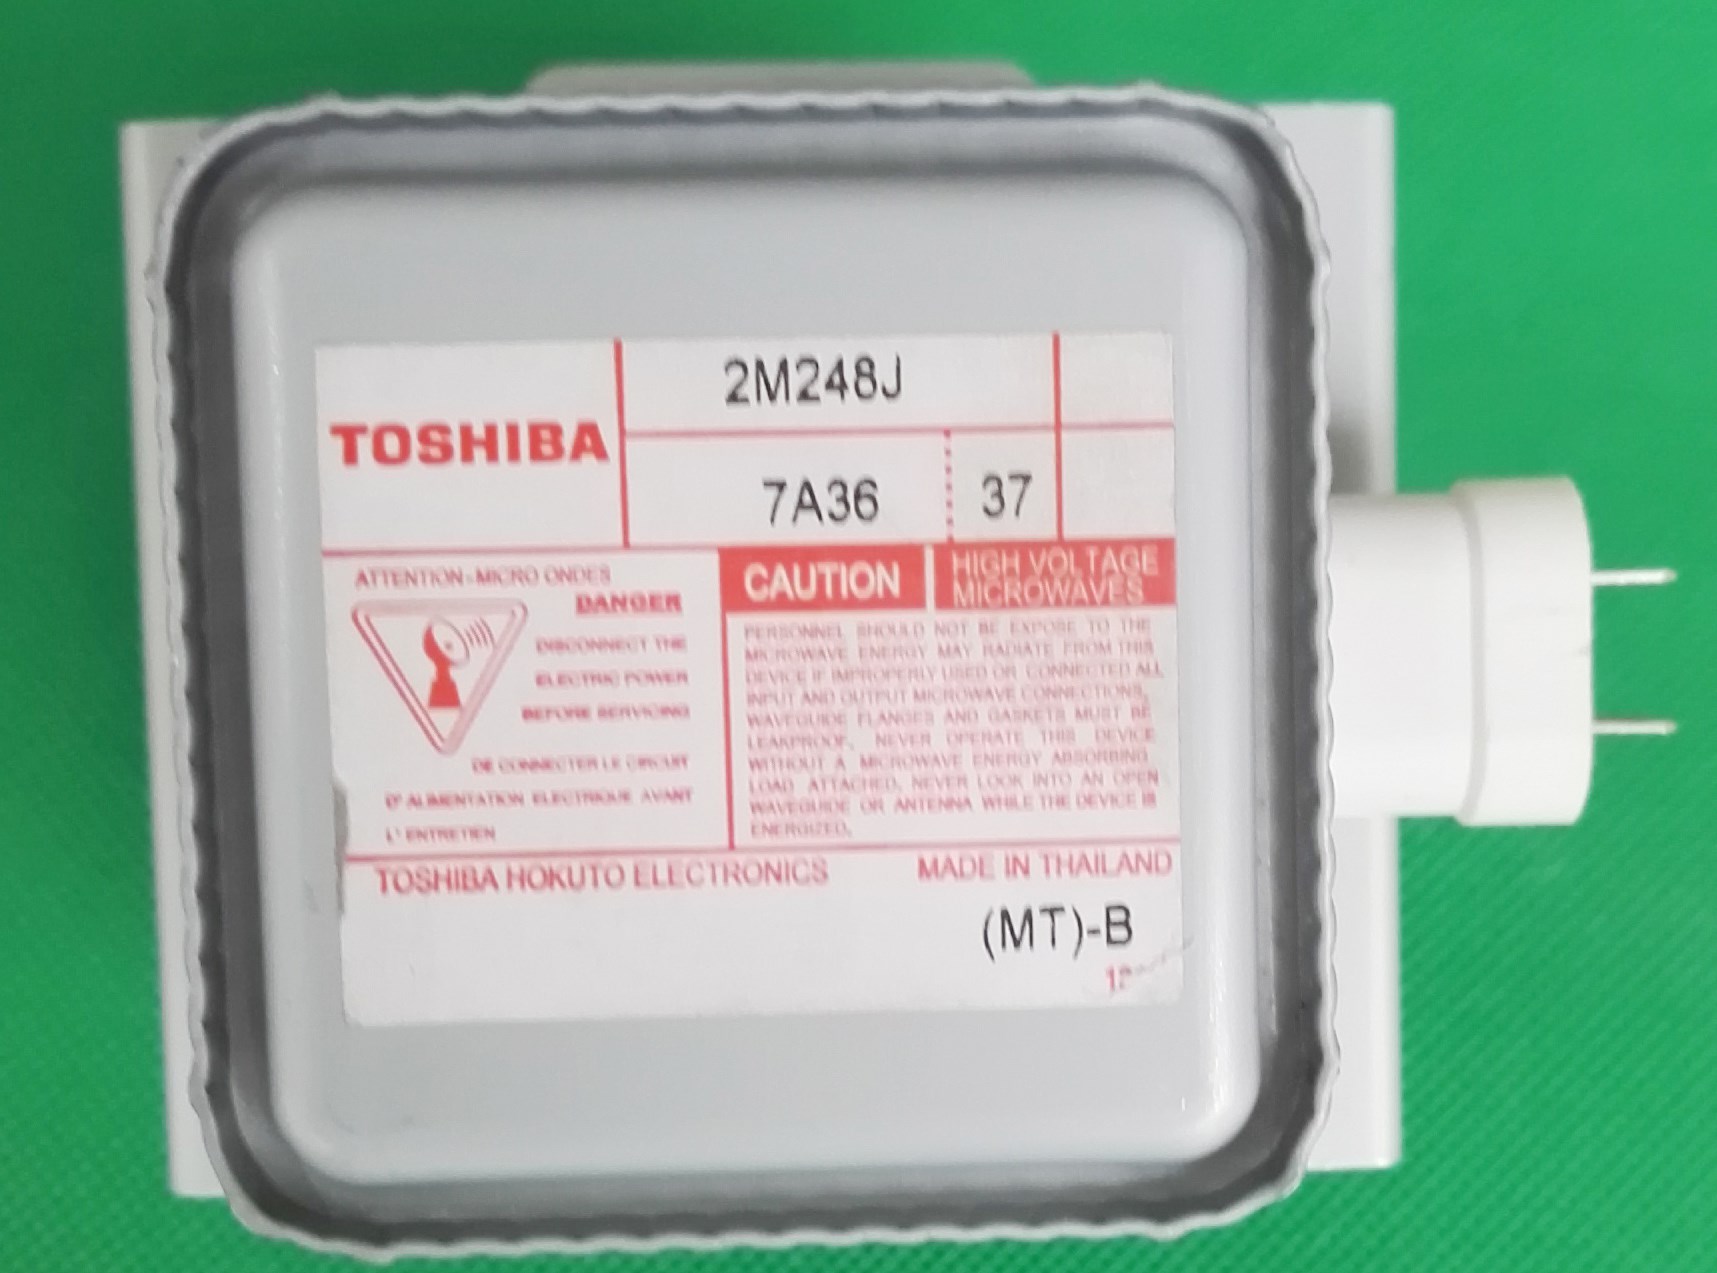 TOSHIBA
2M248J
7A36 37
ATTENTION-MICRO ONDES
DANGER
DISCONNECT THE
ELECTRIC POWER
BEFORE SERVICING
DE CONNECTER LE CIRCUIT
D'ALIMENTATION ELECTRIQUE AVANT
L'ENTRETIEN
CAUTION
HIGH VOLTAGE
MICROWAVES
PERSONNEL SHOULD NOT BE EXPOSE TO THE
MICROWAVE ENERGY MAY RADIATE FROM THIS
DEVICE IF IMPROPERLY USED OR CONNECTED ALL
INPUT AND OUTPUT MICROWAVE CONNECTIONS,
WAVEGUIDE FLANGES AND GASKETS MUST BE
LEAKPROOF, NEVER OPERATE THIS DEVICE
WITHOUT A MICROWAVE ENERGY ABSORBING
LOAD ATTACHED, NEVER LOOK INTO AN OPEN
WAVEGUIDE OR ANTENNA WHILE THE DEVICE IS
ENERGIZED.
TOSHIBA HOKUTO ELECTRONICS MADE IN THAILAND
(MT)-B